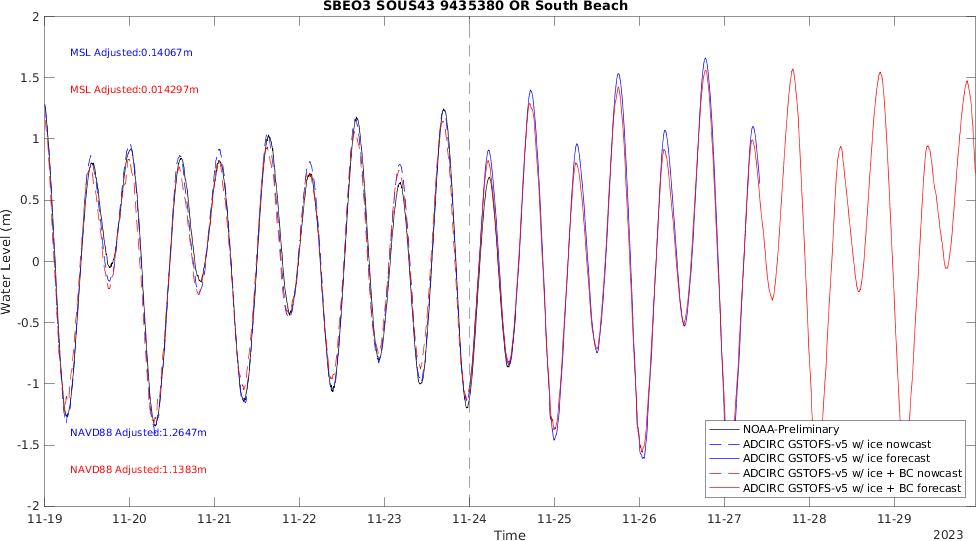 SBEO3 SOUS43 9435380 OR South Beach
2
1.5
1
0.5
0
-0.5
-1
-1.5
-2
Water Level (m)
MSL Adjusted:0.14067m
MSL Adjusted:0.014297m
NAVD88 Adjusted:1.2647m
NAVD88 Adjusted:1.1383m
NOAA-Preliminary
ADCIRC GSTOFS-v5 w/ ice nowcast
ADCIRC GSTOFS-v5 w/ ice forecast
ADCIRC GSTOFS-v5 w/ ice + BC nowcast
ADCIRC GSTOFS-v5 w/ ice + BC forecast
11-19 11-20 11-21 11-22 11-23 11-24 11-25 11-26 11-27 11-28 11-29
Time
2023